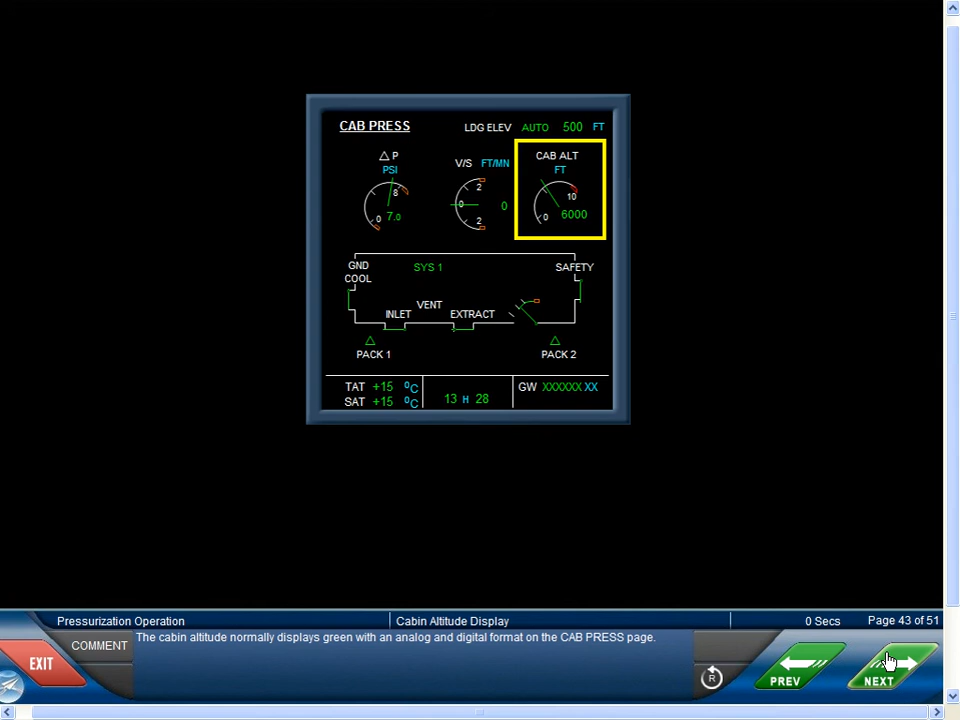 CAB PRESS
LDG ELEV AUTO 500 FT
△ P
PSI
8
0
7.0
V/S FT/MN
2
0
2
0
CAB ALT
FT
10
0
6000
GND
COOL
SYS 1
SAFETY
VENT
INLET
EXTRACT
PACK 1
PACK 2
TAT +15 °C
SAT +15 °C
13 H 28
GW XXXXXX XX
Pressurization Operation
Cabin Altitude Display
0 Secs
Page 43 of 51
EXIT
COMMENT
The cabin altitude normally displays green with an analog and digital format on the CAB PRESS page.
R
PREV
NEXT